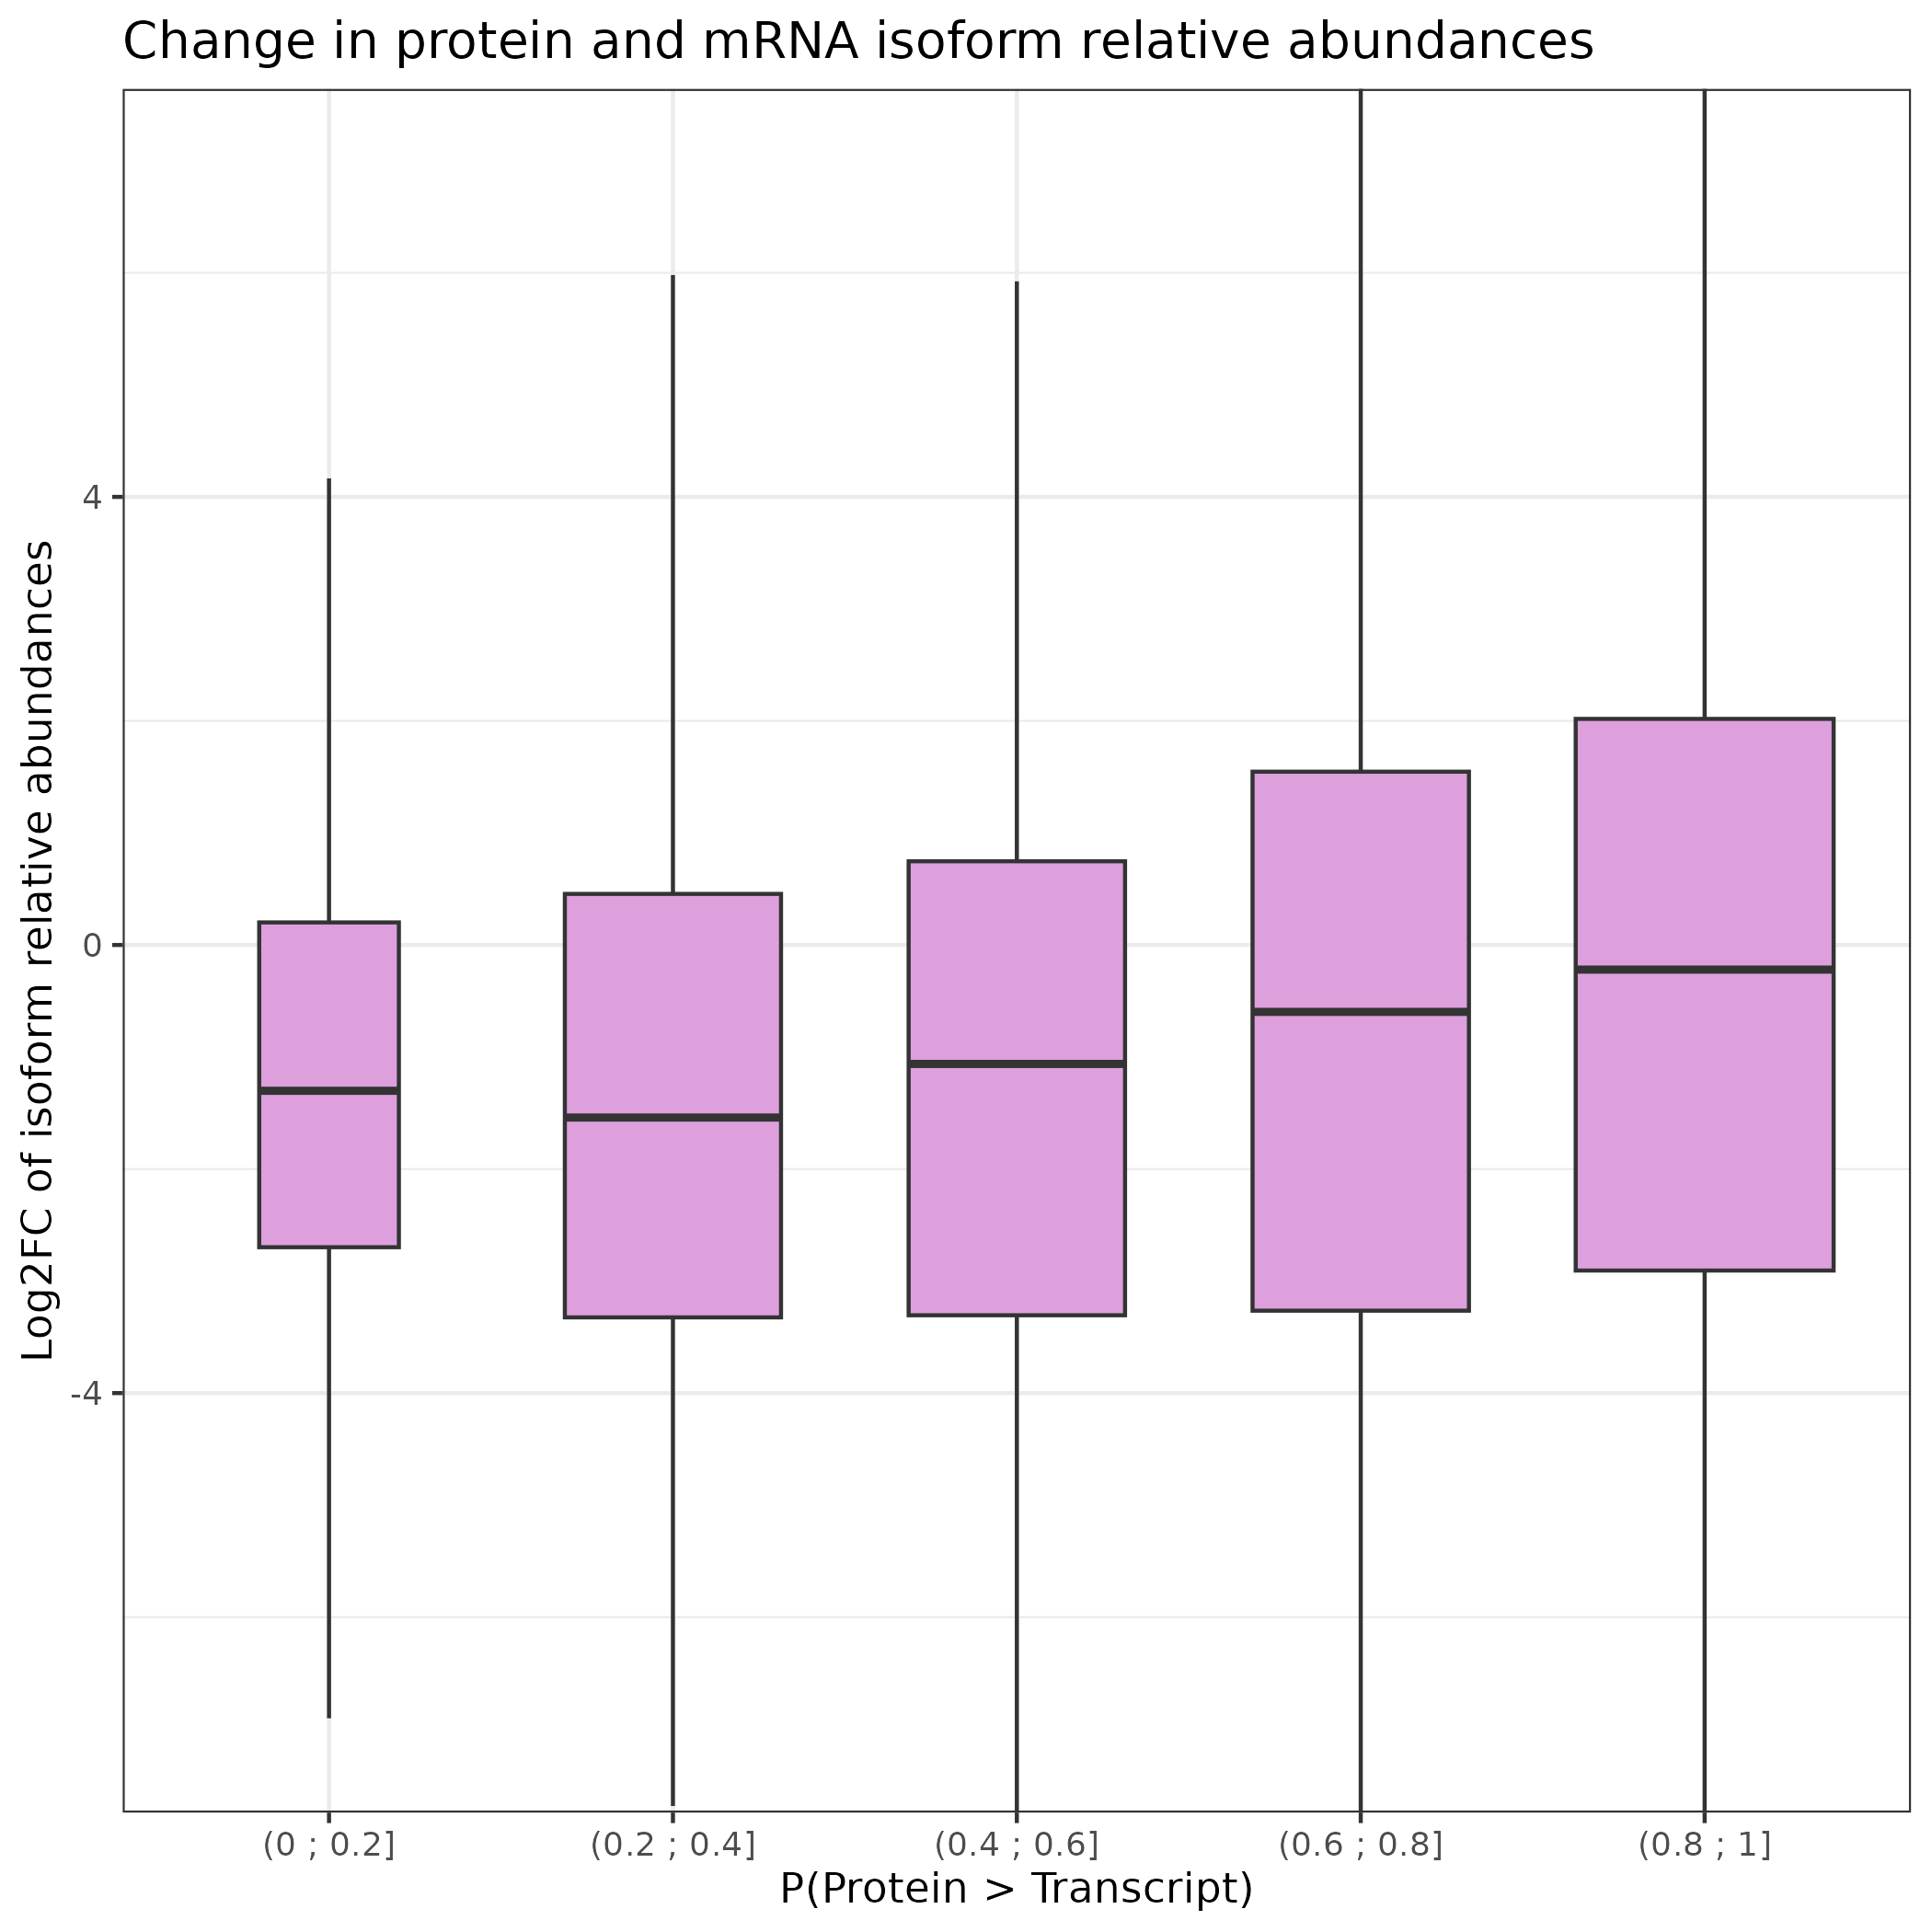 Change in protein and mRNA isoform relative abundances
Log2FC of isoform relative abundances
4
0
-4
(0 ; 0.2]
(0.2 ; 0.4]
(0.4 ; 0.6]
(0.6 ; 0.8]
(0.8 ; 1]
P(Protein > Transcript)